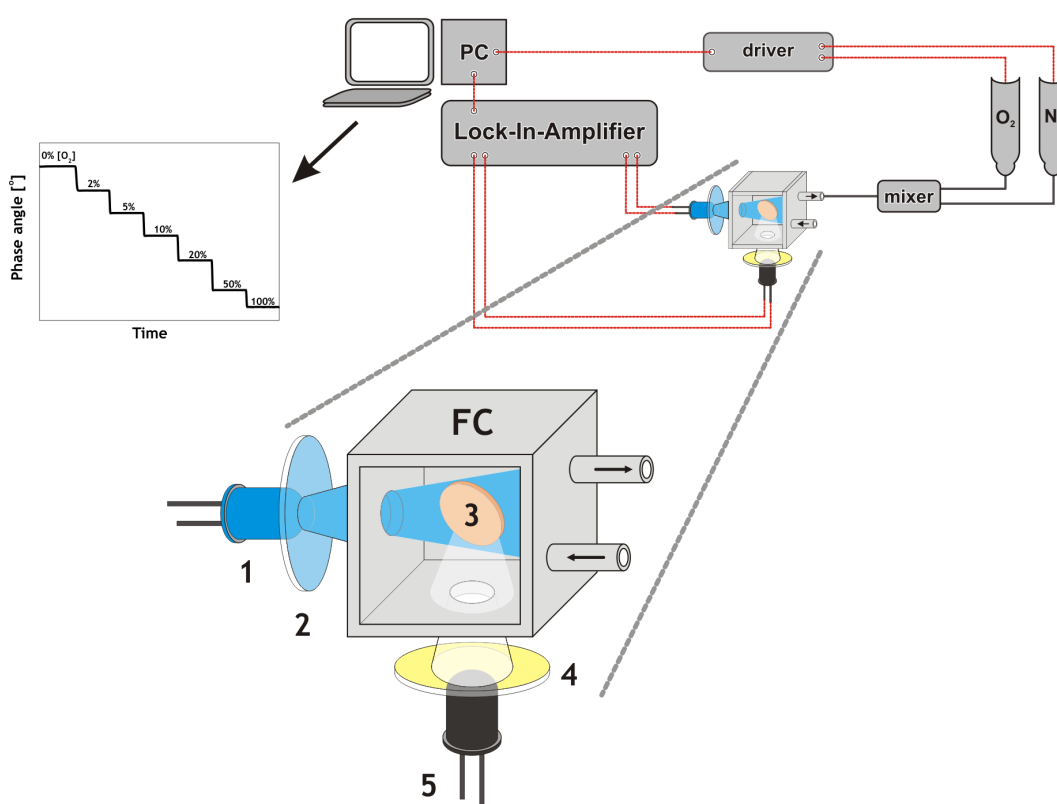 PC
driver
Lock-In-Amplifier
O₂
N
mixer
0% [O₂]
2%
5%
10%
20%
50%
100%
Phase angle [°]
Time
FC
3
1
2
4
5